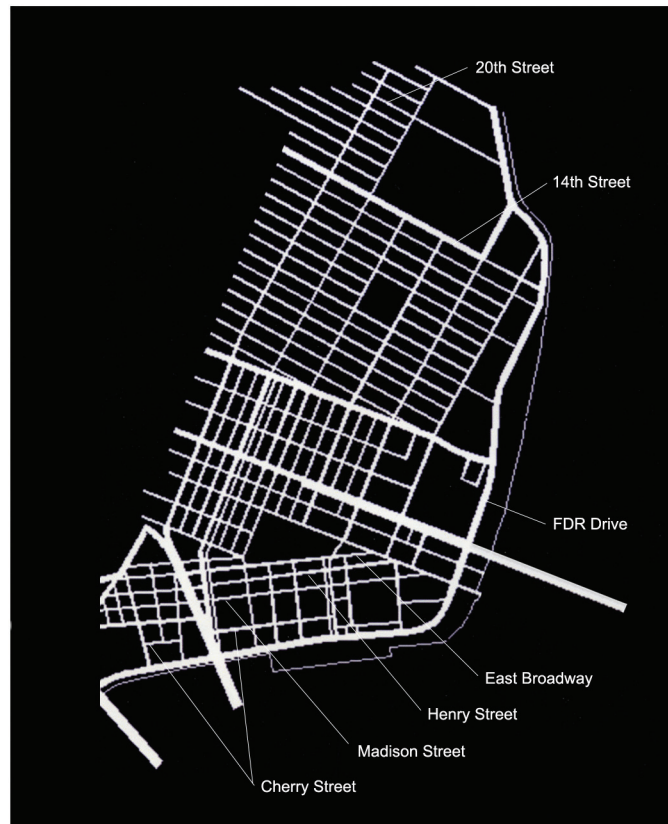 20th Street
14th Street
FDR Drive
East Broadway
Henry Street
Madison Street
Cherry Street